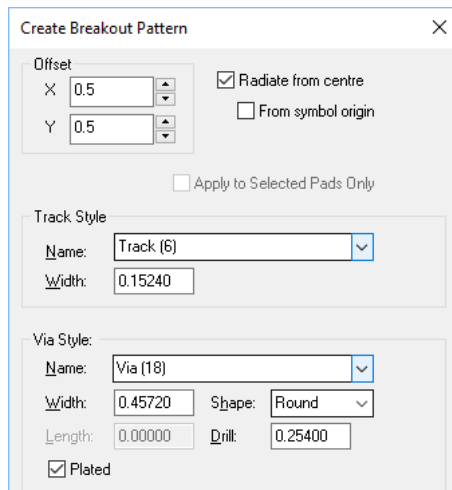 Create Breakout Pattern
Offset
X 0.5
Radiate from centre
Y 0.5
From symbol origin
Apply to Selected Pads Only
Track Style
Name: Track (6)
Width: 0.15240
Via Style:
Name: Via (18)
Width: 0.45720 Shape: Round
Length: 0.00000 Drill: 0.25400
Plated